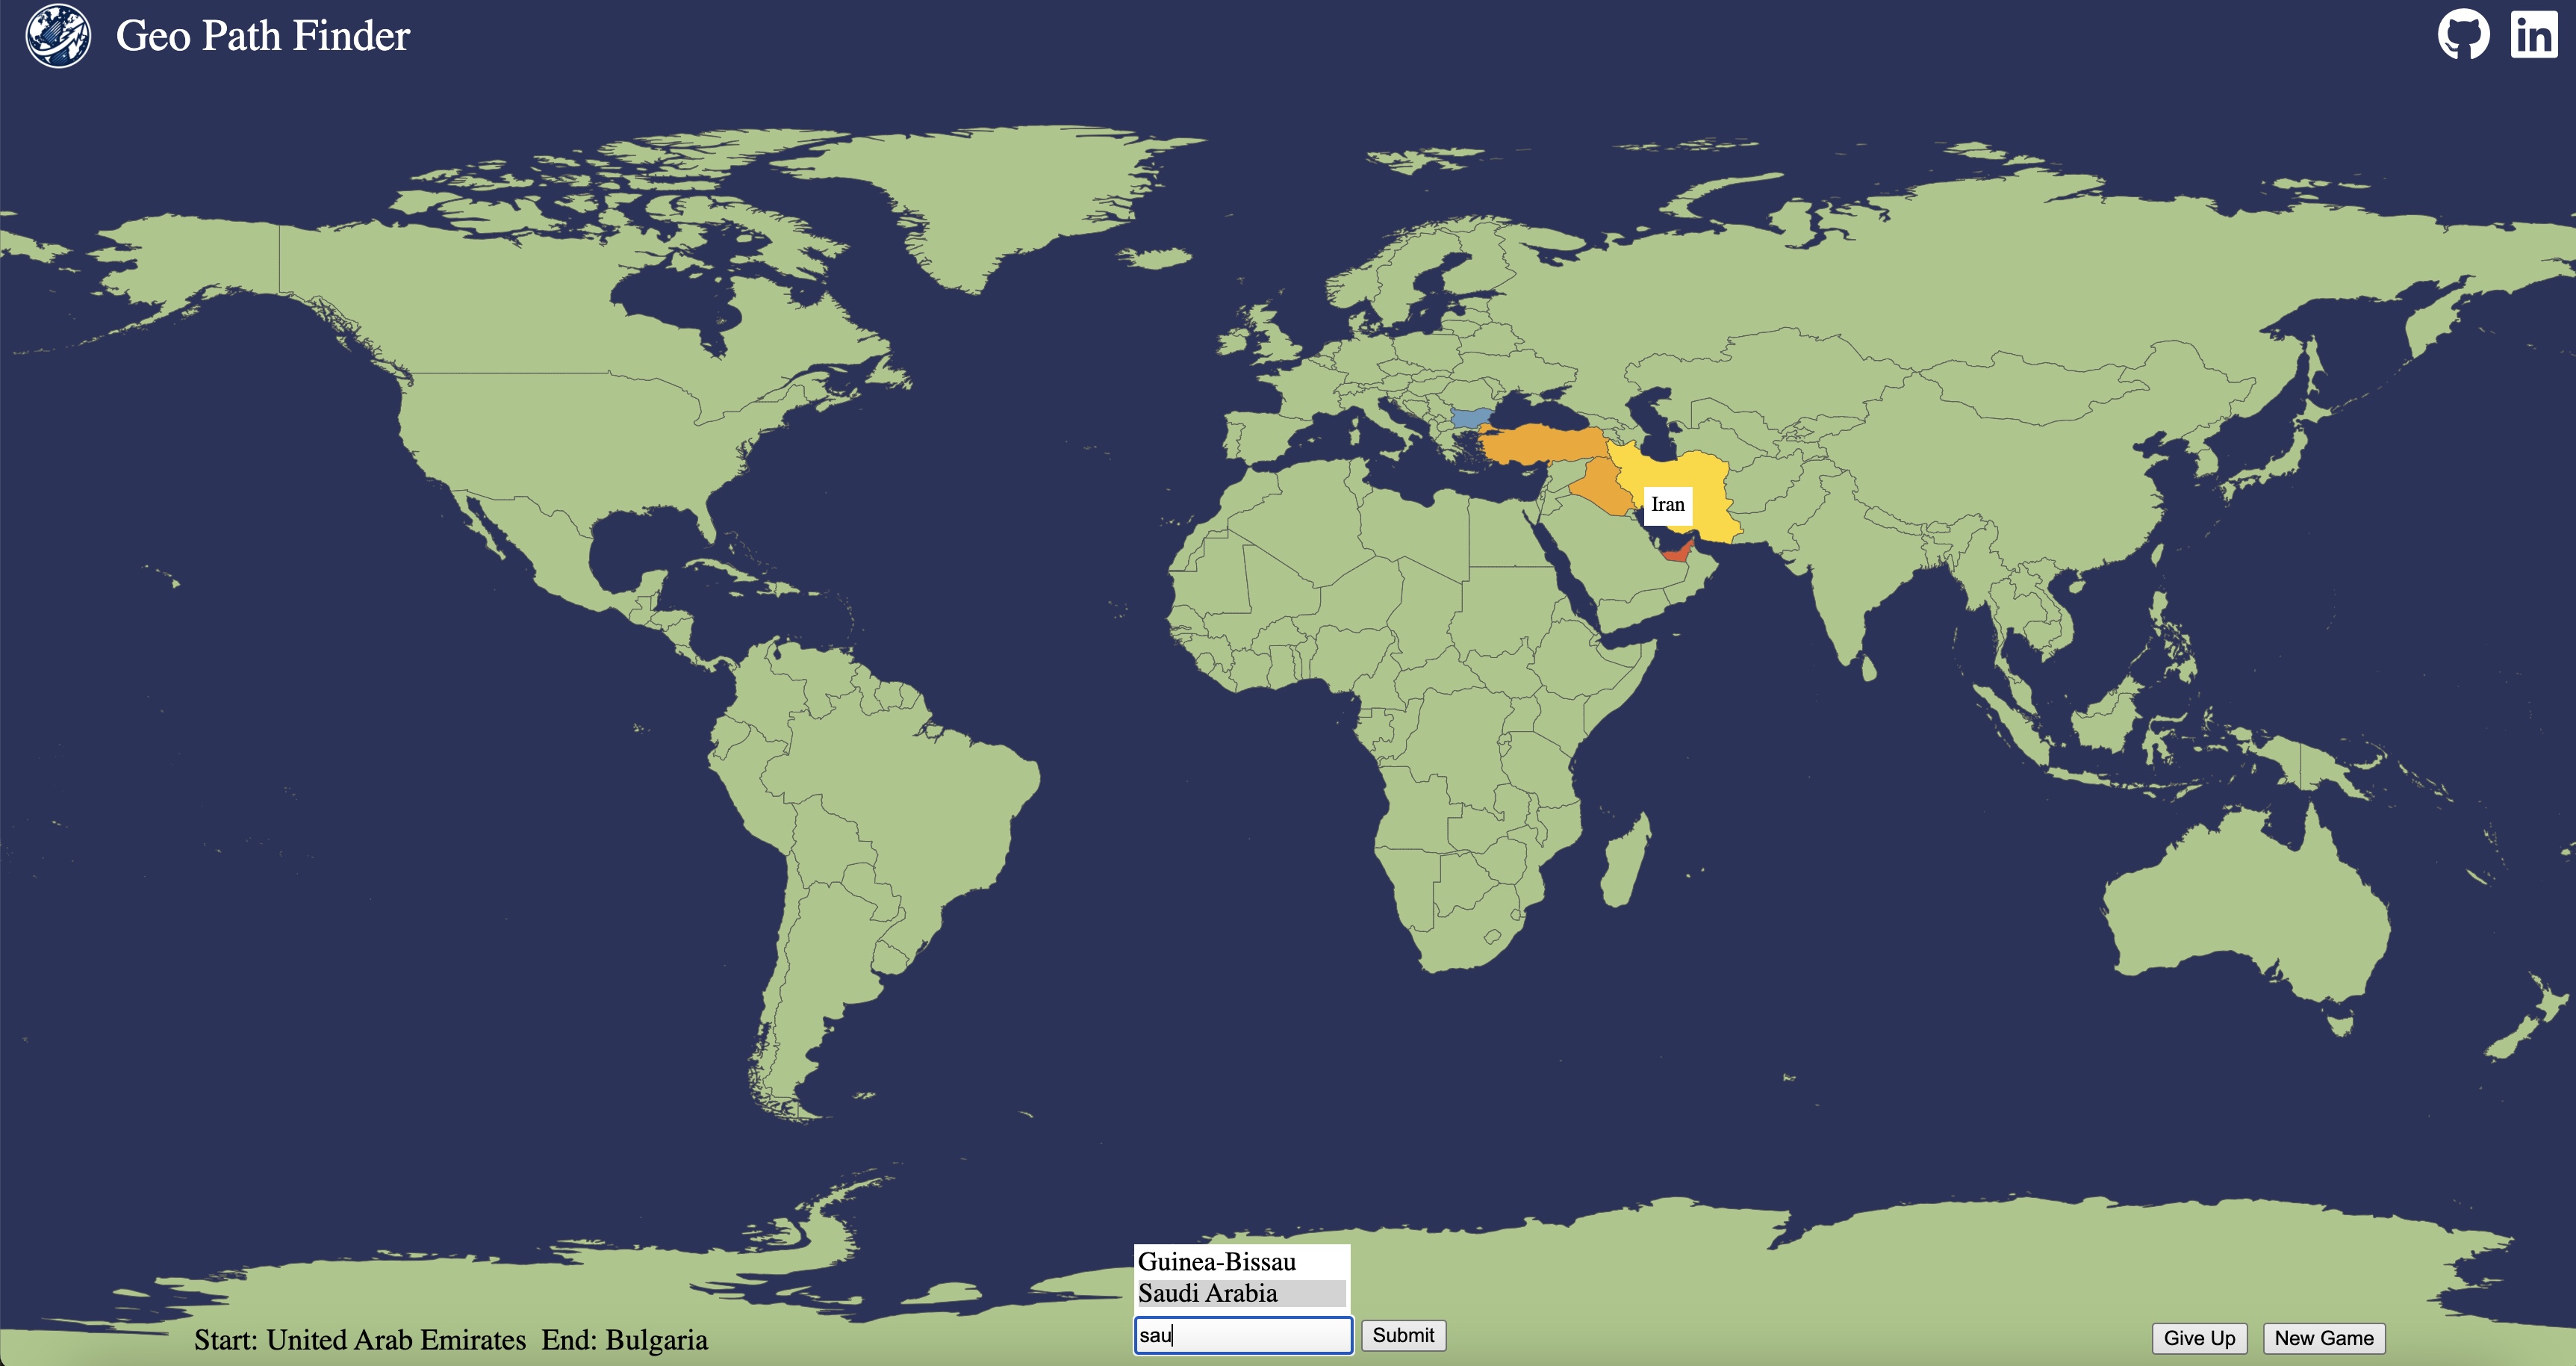 Geo Path Finder
in
Iran
Guinea-Bissau
Saudi Arabia
Start: United Arab Emirates End: Bulgaria
sau
Submit
Give Up
New Game